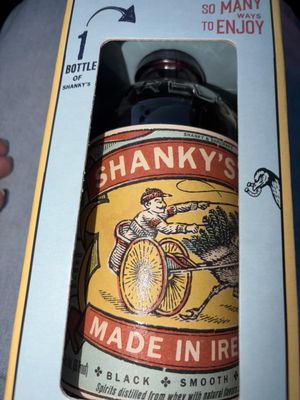 SO MANY
WAYS
TO ENJOY
1
BOTTLE
OF
SHANKY'S
SHANKY'S
MADE IN IRE
BLACK SMOOTH
Spirits distilled from whey with natural flavors